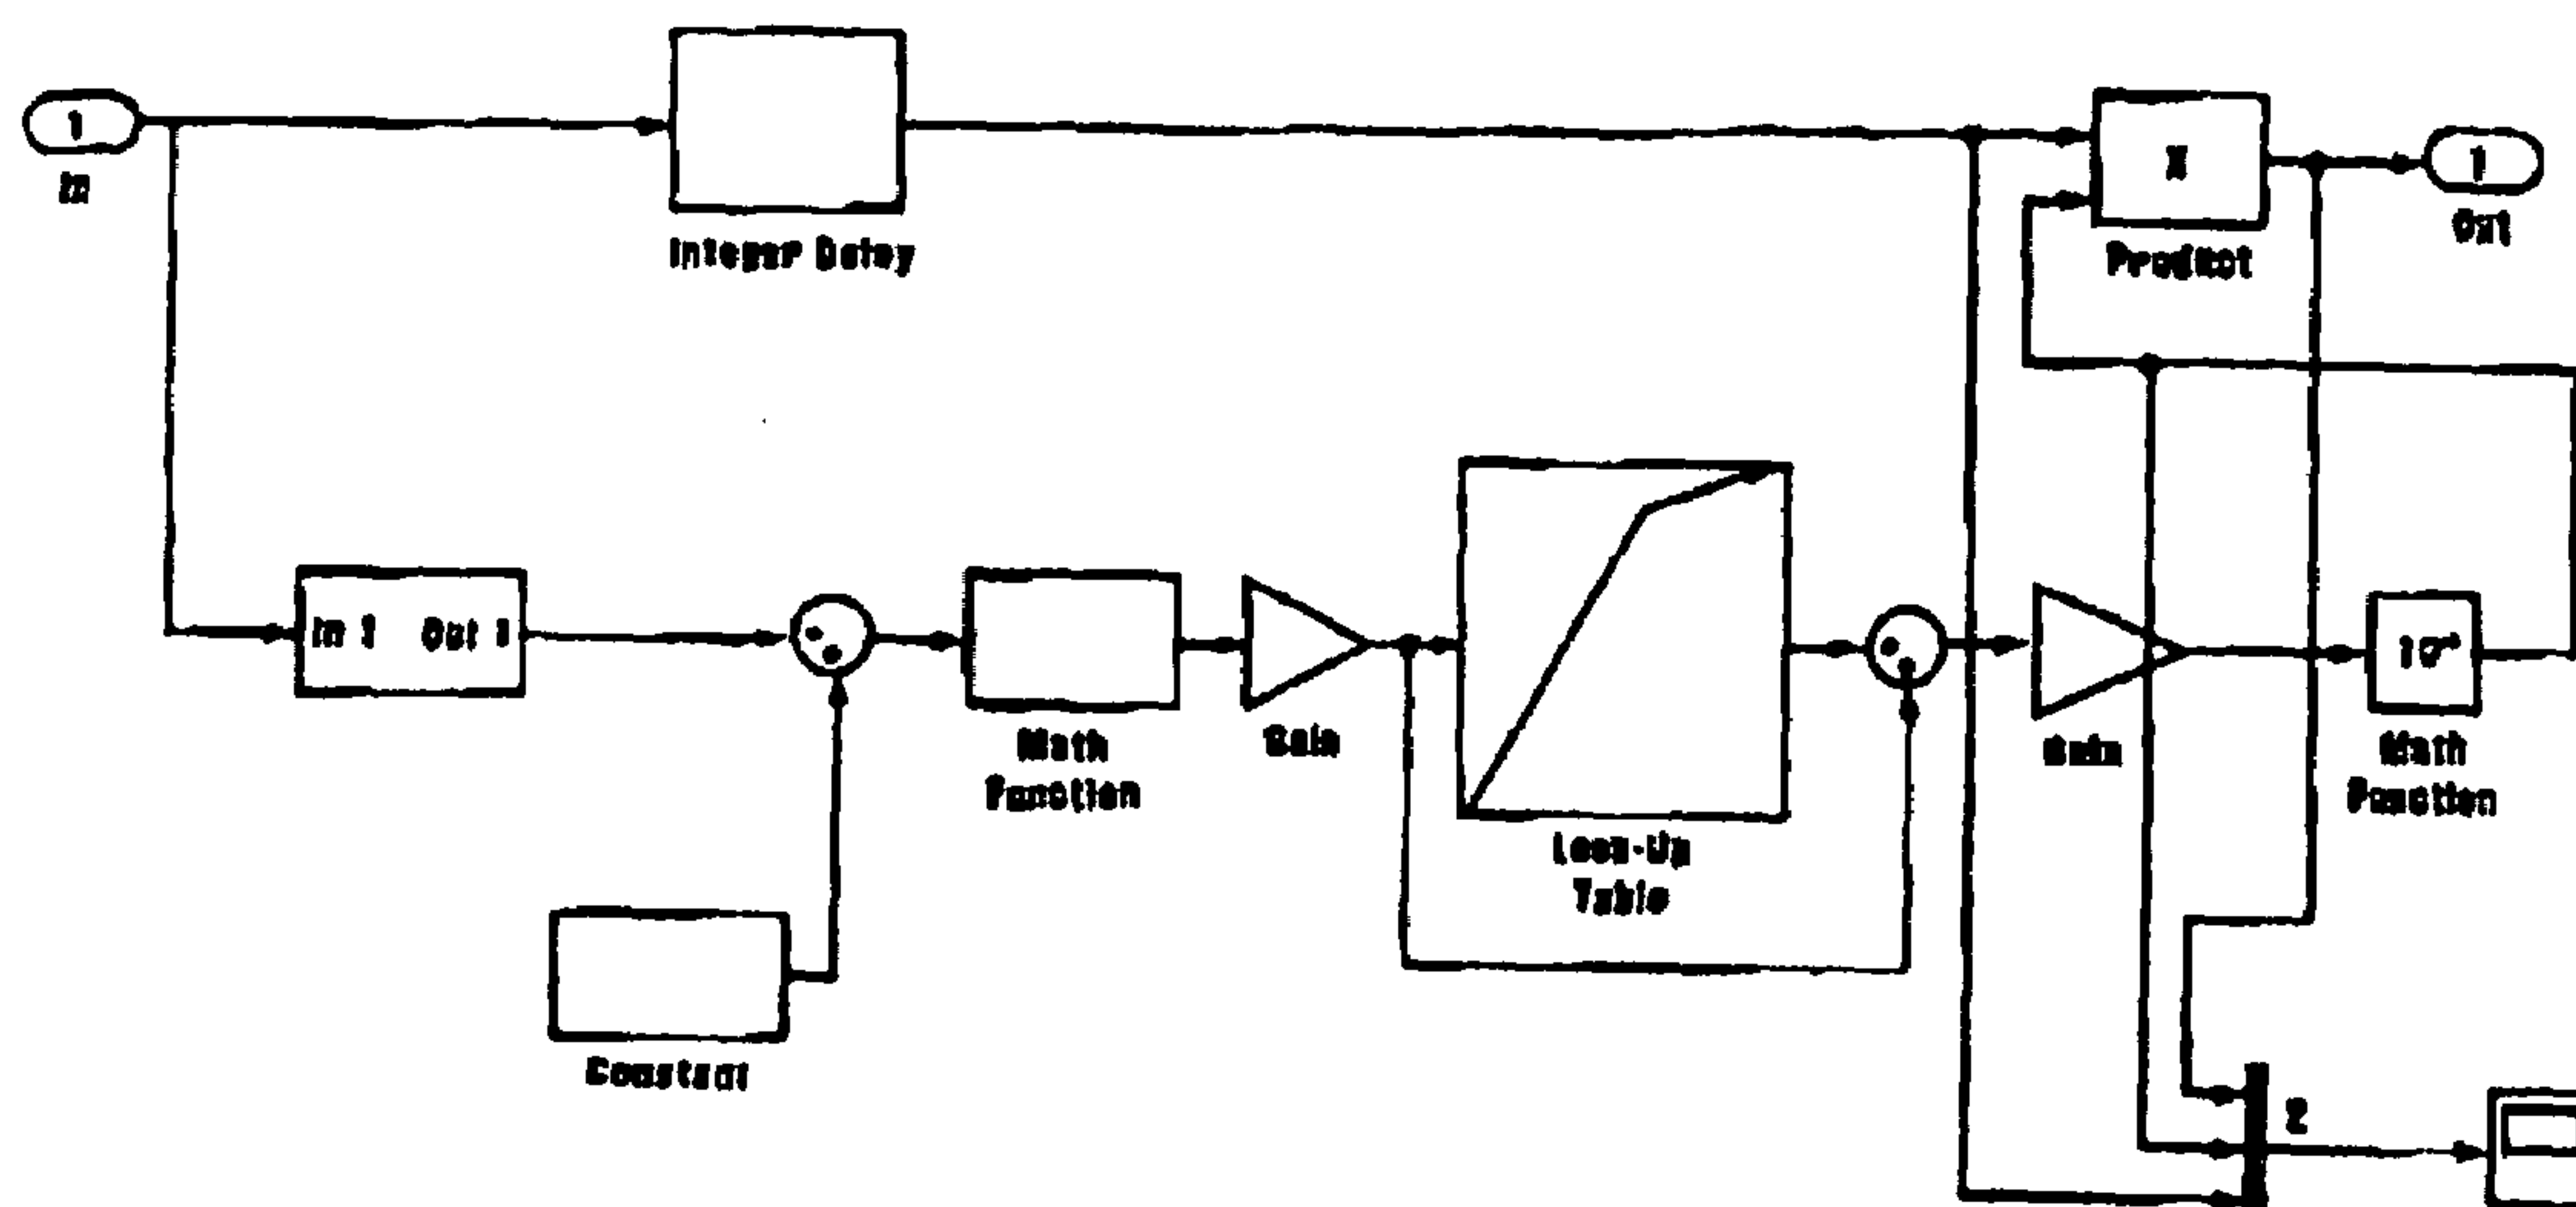 1
In
Integer Delay
X
Product
1
Out
In 1 Out 1
Math
Function
Gain
Look-Up
Table
Gain
10ˣ
Math
Function
Constant
2